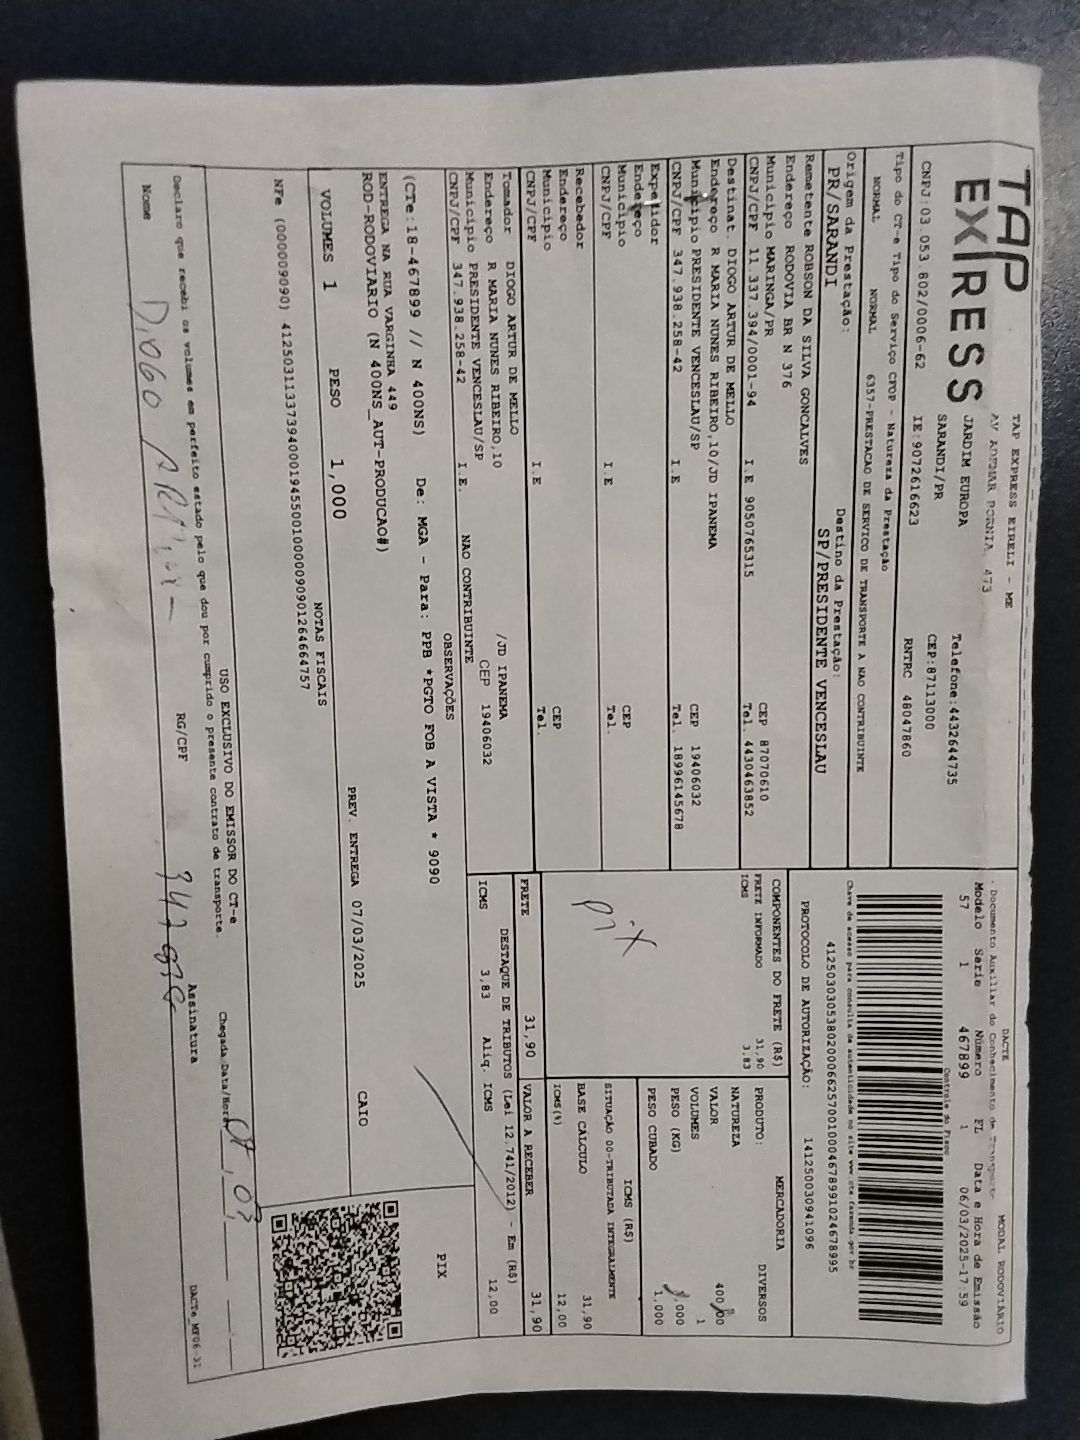 TAP
EXPRESS
TAP EXPRESS EIRELI - ME
AV ADEMAR BORNIA, 473
JARDIM EUROPA
Telefone:4432644735
SARANDI/PR
CEP:87113000
CNPJ:03.053.802/0006-62
IE:9072616623
RNTRC 48047860
Tipo do CT-e Tipo do Serviço CFOP - Natureza da Prestação
NORMAL NORMAL 6357-PRESTACAO DE SERVICO DE TRANSPORTE A NAO CONTRIBUINTE
Origem da Prestação: Destino da Prestação:
PR/SARANDI SP/PRESIDENTE VENCESLAU
Remetente ROBSON DA SILVA GONCALVES
Endereço RODOVIA BR N 376 CEP 87070610
Município MARINGA/PR Tel. 4430463852
CNPJ/CPF 11.337.394/0001-94 I.E 9050765315
Destinat. DIOGO ARTUR DE MELLO
Endereço R MARIA NUNES RIBEIRO,10/JD IPANEMA
Município PRESIDENTE VENCESLAU/SP CEP 19406032
CNPJ/CPF 347.938.258-42 I.E Tel. 18996145678
Expedidor
Endereço
Município CEP
CNPJ/CPF I.E Tel.
Recebedor
Endereço
Município CEP
CNPJ/CPF I.E Tel.
Tomador DIOGO ARTUR DE MELLO
Endereço R MARIA NUNES RIBEIRO,10 /JD IPANEMA
Município PRESIDENTE VENCESLAU/SP CEP 19406032
CNPJ/CPF 347.938.258-42 I.E. NAO CONTRIBUINTE
DACTE MODAL RODOVIÁRIO
Documento Auxiliar do Conhecimento de Transporte
Modelo Série Número FL Data e Hora de Emissão
57 1 467899 1 06/03/2025-17:59
Controle do Fisco
Chave de acesso para consulta de autenticidade no site www.cte.fazenda.gov.br
41250303053802000662570010004678991024678995
PROTOCOLO DE AUTORIZAÇÃO: 141250030941096
COMPONENTES DO FRETE (R$)
FRETE INFORMADO 31,90
ICMS 3,83
Pix
MERCADORIA
PRODUTO: DIVERSOS
NATUREZA
VALOR 400,00
VOLUMES 1
PESO (KG) 1,000
PESO CUBADO 1,000
ICMS (R$)
SITUAÇÃO 00-TRIBUTADA INTEGRALMENTE
BASE CÁLCULO 31,90
ICMS(%) 12,00
FRETE 31,90 VALOR A RECEBER 31,90
DESTAQUE DE TRIBUTOS (Lei 12.741/2012) - Em (R$)
ICMS 3,83 Aliq. ICMS 12,00
OBSERVAÇÕES
(CTe:18-467899 // N 400NS) De: MGA - Para: PPB *PGTO FOB A VISTA * 9090
ENTREGA NA RUA VARGINHA 449
ROD-RODOVIARIO (N 400NS_AUT-PRODUCAO#)
PIX
VOLUMES 1 PESO 1,000 PREV. ENTREGA 07/03/2025 CAIO
NOTAS FISCAIS
NFe (000009090) 41250311337394000194550010000090901264664757
USO EXCLUSIVO DO EMISSOR DO CT-e
Declaro que recebi os volumes em perfeito estado pelo que dou por cumprido o presente contrato de transporte.
Chegada Data/Hora 07, 03
Nome DIOGO ARTUR RG/CPF 347 938 Assinatura
DACTe_MF06-31